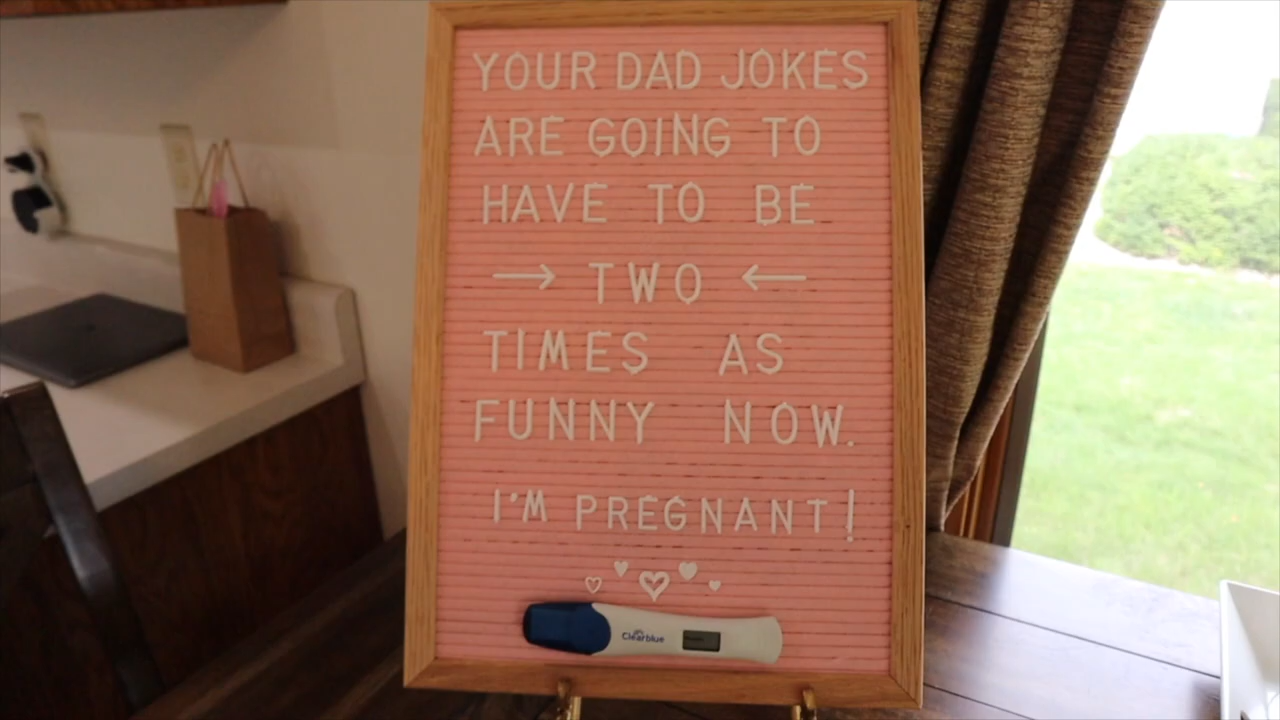 YOUR DAD JOKES
ARE GOING TO
HAVE TO BE
→ TWO ←
TIMES AS
FUNNY NOW.
I'M PREGNANT!
Clearblue